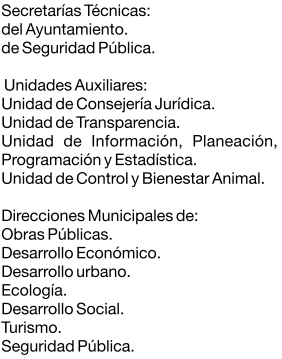 Secretarías Técnicas:
del Ayuntamiento.
de Seguridad Pública.
Unidades Auxiliares:
Unidad de Consejería Jurídica.
Unidad de Transparencia.
Unidad de Información, Planeación,
Programación y Estadística.
Unidad de Control y Bienestar Animal.
Direcciones Municipales de:
Obras Públicas.
Desarrollo Económico.
Desarrollo urbano.
Ecología.
Desarrollo Social.
Turismo.
Seguridad Pública.